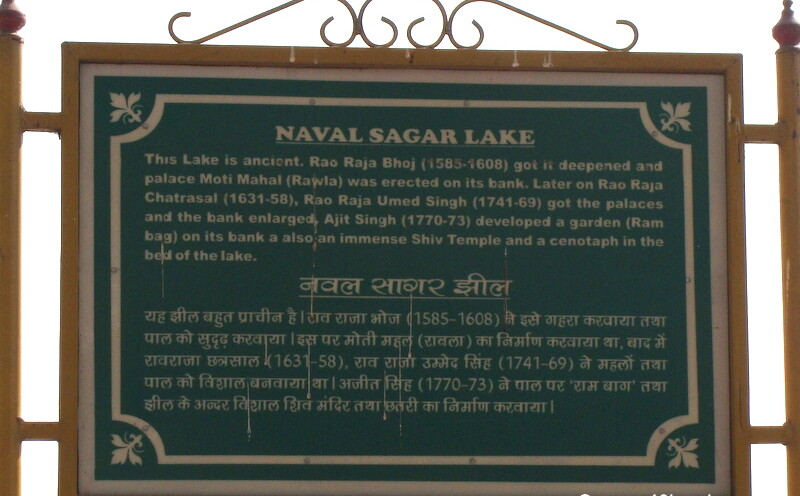 NAVAL SAGAR LAKE
This Lake is ancient. Rao Raja Bhoj (1585-1608) got it deepened and
palace Moti Mahal (Rawla) was erected on its bank. Later on Rao Raja
Chatrasal (1631-58), Rao Raja Umed Singh (1741-69) got the palaces
and the bank enlarged, Ajit Singh (1770-73) developed a garden (Ram
bag) on its bank a also an immense Shiv Temple and a cenotaph in the
bed of the lake.
नवल सागर झील
यह झील बहुत प्राचीन है। राव राजा भोज (1585-1608) ने इसे गहरा करवाया तथा
पाल को सुदृढ़ करवाया। इस पर मोती महल (रावला) का निर्माण करवाया था, बाद में
रावराजा छत्रसाल (1631-58), राव राजा उम्मेद सिंह (1741-69) ने महलों तथा
पाल को विशाल बनवाया था। अजीत सिंह (1770-73) ने पाल पर 'राम बाग' तथा
झील के अन्दर विशाल शिव मंदिर तथा छतरी का निर्माण करवाया।